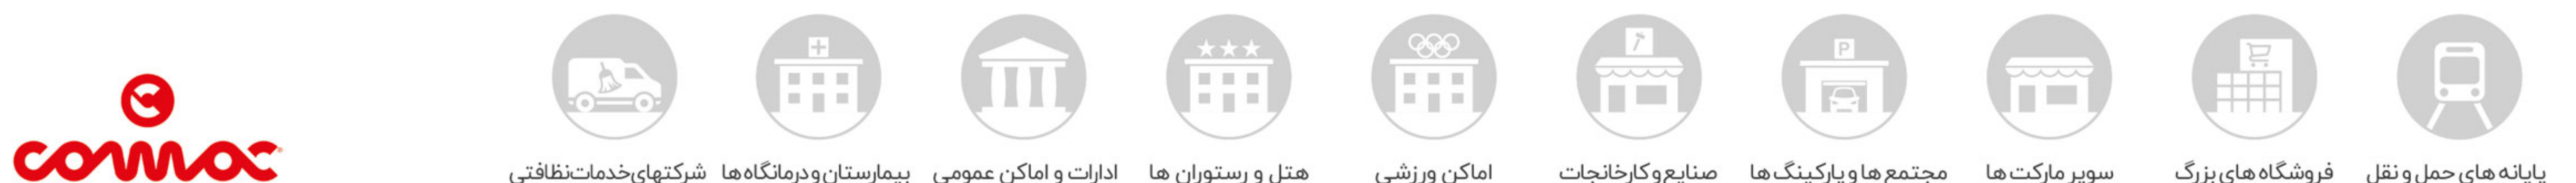 comac
P
پایانه های حمل و نقل
فروشگاه های بزرگ
سوپر مارکت ها
مجتمع ها و پارکینگ ها
صنایع و کارخانجات
اماکن ورزشی
هتل و رستوران ها
ادارات و اماکن عمومی
بیمارستان و درمانگاه ها
شرکتهای خدمات نظافتی